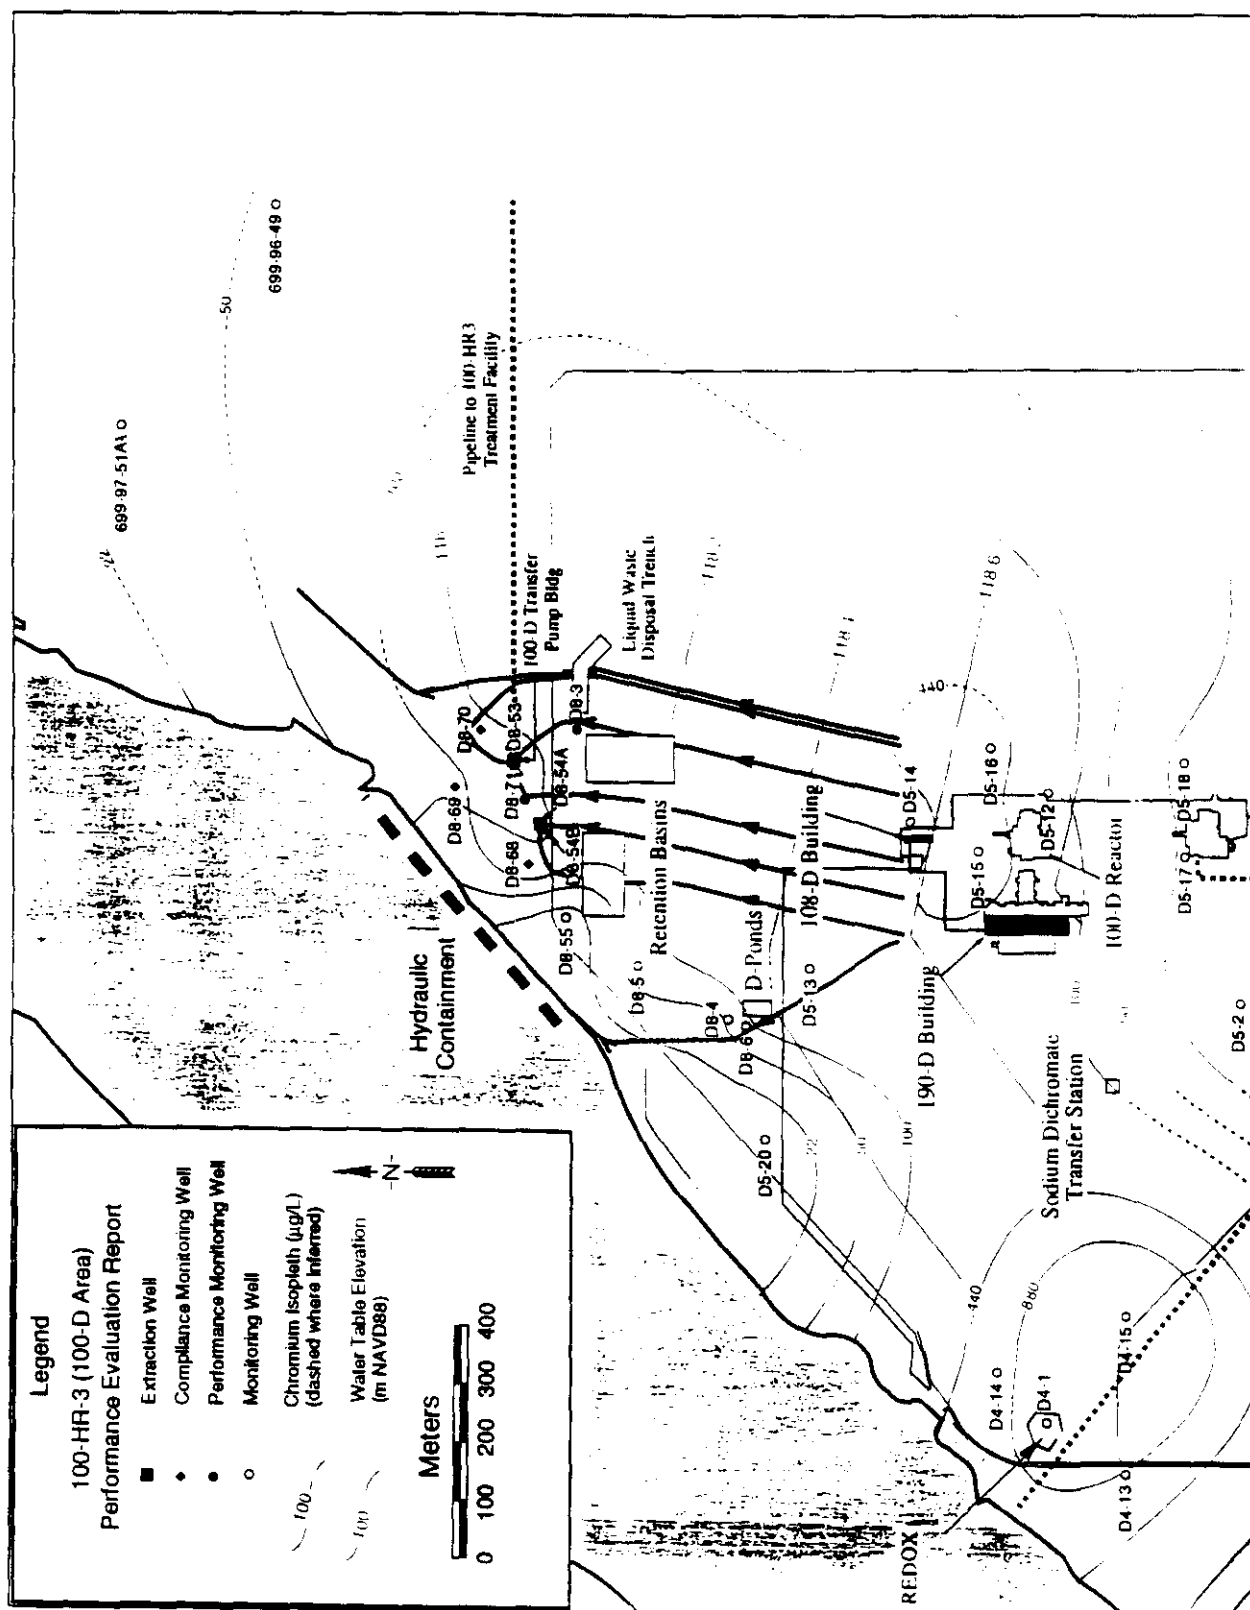 Legend
100-HR-3 (100-D Area)
Performance Evaluation Report
Extraction Well
Compliance Monitoring Well
Performance Monitoring Well
Monitoring Well
100
Chromium Isopleth (µg/L)
(dashed where Inferred)
100
Water Table Elevation
(m NAVD88)
-N-
Meters
0 100 200 300 400
Hydraulic
Containment
699-97-51A
699-96-49
50
Pipeline to 100-HR3
Treatment Facility
100-D Transfer
Pump Bldg
Liquid Waste
Disposal Trench
D8-70
D8-53
D8-3
D8-69
D8-71
D8-54A
D8-68
D8-54B
D8-55
Retention Basins
D8-5
D8-4
D8-6
D-Ponds
D5-13
108-D Building
D5-14
D5-16
D5-15
D5-12
190-D Building
100-D Reactor
D5-18
D5-17
D5-2
D5-20
22
50
100
440
118.6
Sodium Dichromate
Transfer Station
440
880
D4-14
D4-1
D4-15
D4-13
REDOX